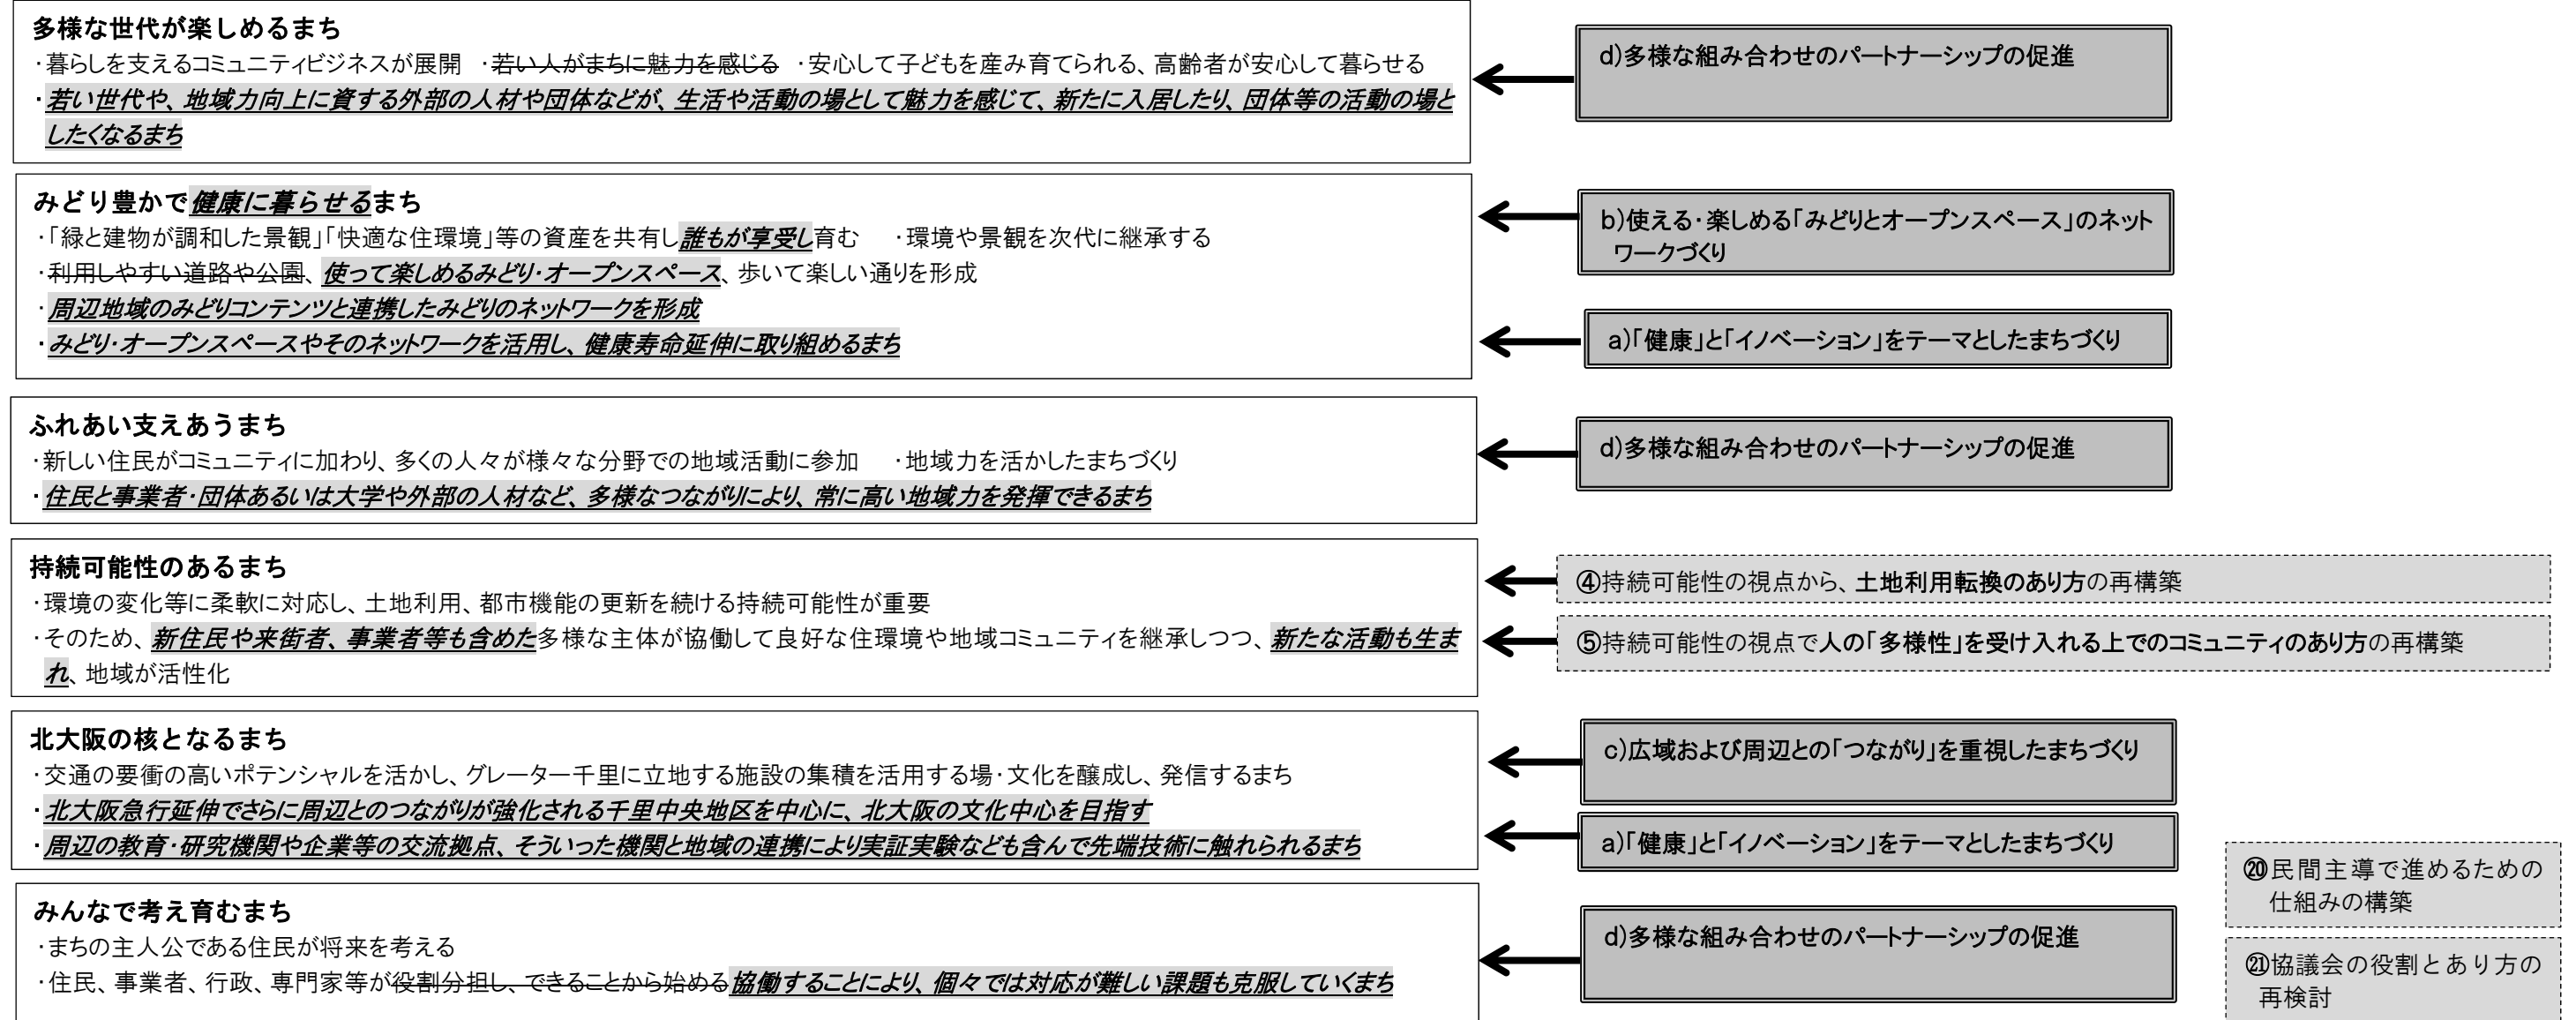 多様な世代が楽しめるまち
・暮らしを支えるコミュニティビジネスが展開　・若い人がまちに魅力を感じる　・安心して子どもを産み育てられる、高齢者が安心して暮らせる
・若い世代や、地域力向上に資する外部の人材や団体などが、生活や活動の場として魅力を感じて、新たに入居したり、団体等の活動の場と
したくなるまち
d)多様な組み合わせのパートナーシップの促進
みどり豊かで健康に暮らせるまち
・「緑と建物が調和した景観」「快適な住環境」等の資産を共有し誰もが享受し育む　・環境や景観を次代に継承する
・利用しやすい道路や公園、使って楽しめるみどり・オープンスペース、歩いて楽しい通りを形成
・周辺地域のみどりコンテンツと連携したみどりのネットワークを形成
・みどり・オープンスペースやそのネットワークを活用し、健康寿命延伸に取り組めるまち
b)使える・楽しめる「みどりとオープンスペース」のネット
ワークづくり
a)「健康」と「イノベーション」をテーマとしたまちづくり
ふれあい支えあうまち
・新しい住民がコミュニティに加わり、多くの人々が様々な分野での地域活動に参加　・地域力を活かしたまちづくり
・住民と事業者・団体あるいは大学や外部の人材など、多様なつながりにより、常に高い地域力を発揮できるまち
d)多様な組み合わせのパートナーシップの促進
持続可能性のあるまち
・環境の変化等に柔軟に対応し、土地利用、都市機能の更新を続ける持続可能性が重要
・そのため、新住民や来街者、事業者等も含めた多様な主体が協働して良好な住環境や地域コミュニティを継承しつつ、新たな活動も生ま
れ、地域が活性化
④持続可能性の視点から、土地利用転換のあり方の再構築
⑤持続可能性の視点で人の「多様性」を受け入れる上でのコミュニティのあり方の再構築
北大阪の核となるまち
・交通の要衝の高いポテンシャルを活かし、グレーター千里に立地する施設の集積を活用する場・文化を醸成し、発信するまち
・北大阪急行延伸でさらに周辺とのつながりが強化される千里中央地区を中心に、北大阪の文化中心を目指す
・周辺の教育・研究機関や企業等の交流拠点、そういった機関と地域の連携により実証実験なども含んで先端技術に触れられるまち
c)広域および周辺との「つながり」を重視したまちづくり
a)「健康」と「イノベーション」をテーマとしたまちづくり
みんなで考え育むまち
・まちの主人公である住民が将来を考える
・住民、事業者、行政、専門家等が役割分担し、できることから始める協働することにより、個々では対応が難しい課題も克服していくまち
d)多様な組み合わせのパートナーシップの促進
⑳民間主導で進めるための
仕組みの構築
㉑協議会の役割とあり方の
再検討